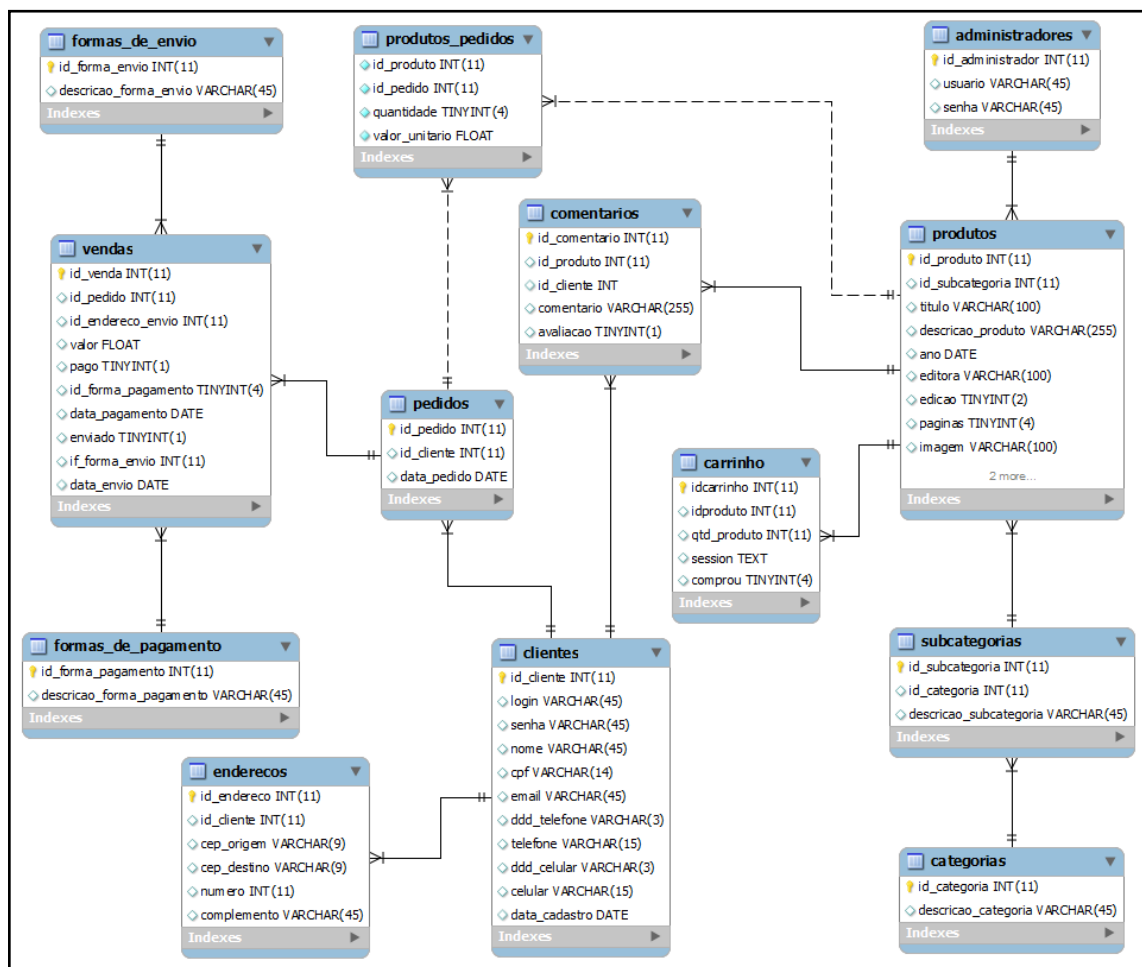 formas_de_envio
id_forma_envio INT(11)
descricao_forma_envio VARCHAR(45)
Indexes
produtos_pedidos
id_produto INT(11)
id_pedido INT(11)
quantidade TINYINT(4)
valor_unitario FLOAT
Indexes
administradores
id_administrador INT(11)
usuario VARCHAR(45)
senha VARCHAR(45)
Indexes
vendas
id_venda INT(11)
id_pedido INT(11)
id_endereco_envio INT(11)
valor FLOAT
pago TINYINT(1)
id_forma_pagamento TINYINT(4)
data_pagamento DATE
enviado TINYINT(1)
if_forma_envio INT(11)
data_envio DATE
Indexes
comentarios
id_comentario INT(11)
id_produto INT(11)
id_cliente INT
comentario VARCHAR(255)
avaliacao TINYINT(1)
Indexes
produtos
id_produto INT(11)
id_subcategoria INT(11)
titulo VARCHAR(100)
descricao_produto VARCHAR(255)
ano DATE
editora VARCHAR(100)
edicao TINYINT(2)
paginas TINYINT(4)
imagem VARCHAR(100)
2 more...
Indexes
pedidos
id_pedido INT(11)
id_cliente INT(11)
data_pedido DATE
Indexes
carrinho
idcarrinho INT(11)
idproduto INT(11)
qtd_produto INT(11)
session TEXT
comprou TINYINT(4)
Indexes
formas_de_pagamento
id_forma_pagamento INT(11)
descricao_forma_pagamento VARCHAR(45)
Indexes
clientes
id_cliente INT(11)
login VARCHAR(45)
senha VARCHAR(45)
nome VARCHAR(45)
cpf VARCHAR(14)
email VARCHAR(45)
ddd_telefone VARCHAR(3)
telefone VARCHAR(15)
ddd_celular VARCHAR(3)
celular VARCHAR(15)
data_cadastro DATE
Indexes
subcategorias
id_subcategoria INT(11)
id_categoria INT(11)
descricao_subcategoria VARCHAR(45)
Indexes
enderecos
id_endereco INT(11)
id_cliente INT(11)
cep_origem VARCHAR(9)
cep_destino VARCHAR(9)
numero INT(11)
complemento VARCHAR(45)
Indexes
categorias
id_categoria INT(11)
descricao_categoria VARCHAR(45)
Indexes